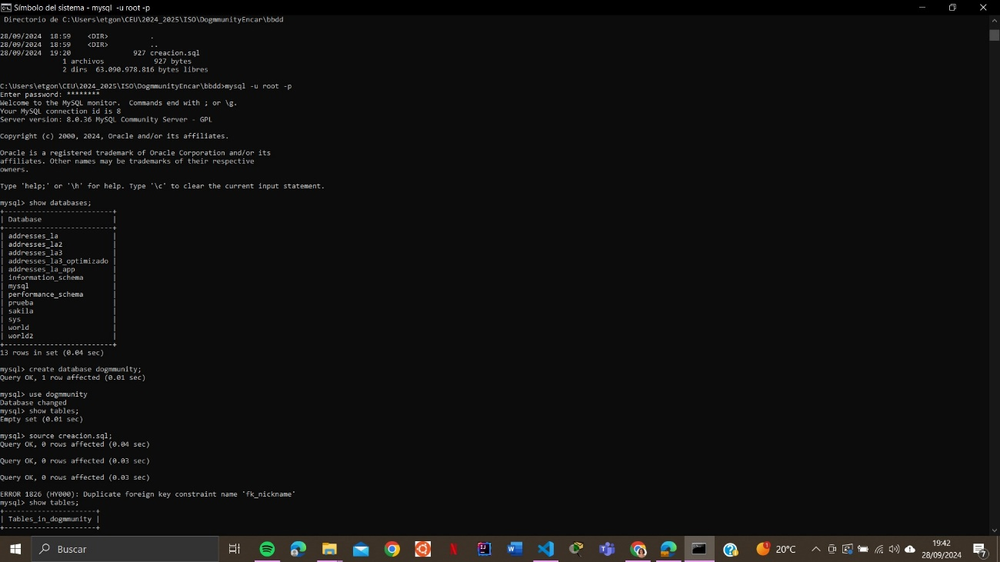 Símbolo del sistema - mysql  -u root -p
 Directorio de C:\Users\etgon\CEU\2024_2025\ISO\DogmmunityEncar\bbdd
28/09/2024  18:59    <DIR>          .
28/09/2024  18:59    <DIR>          ..
28/09/2024  19:20               927 creacion.sql
               1 archivos            927 bytes
               2 dirs  63.090.978.816 bytes libres
C:\Users\etgon\CEU\2024_2025\ISO\DogmmunityEncar\bbdd>mysql -u root -p
Enter password: ********
Welcome to the MySQL monitor.  Commands end with ; or \g.
Your MySQL connection id is 8
Server version: 8.0.36 MySQL Community Server - GPL
Copyright (c) 2000, 2024, Oracle and/or its affiliates.
Oracle is a registered trademark of Oracle Corporation and/or its
affiliates. Other names may be trademarks of their respective
owners.
Type 'help;' or '\h' for help. Type '\c' to clear the current input statement.
mysql> show databases;
+--------------------------+
| Database                 |
+--------------------------+
| addresses_la             |
| addresses_la2            |
| addresses_la3            |
| addresses_la3_optimizado |
| addresses_la_app         |
| information_schema       |
| mysql                    |
| performance_schema       |
| prueba                   |
| sakila                   |
| sys                      |
| world                    |
| world2                   |
+--------------------------+
13 rows in set (0.04 sec)
mysql> create database dogmmunity;
Query OK, 1 row affected (0.01 sec)
mysql> use dogmmunity
Database changed
mysql> show tables;
Empty set (0.01 sec)
mysql> source creacion.sql;
Query OK, 0 rows affected (0.04 sec)
Query OK, 0 rows affected (0.03 sec)
Query OK, 0 rows affected (0.03 sec)
ERROR 1826 (HY000): Duplicate foreign key constraint name 'fk_nickname'
mysql> show tables;
+----------------------+
| Tables_in_dogmmunity |
+----------------------+
Buscar
1
20°C
19:42
28/09/2024
7